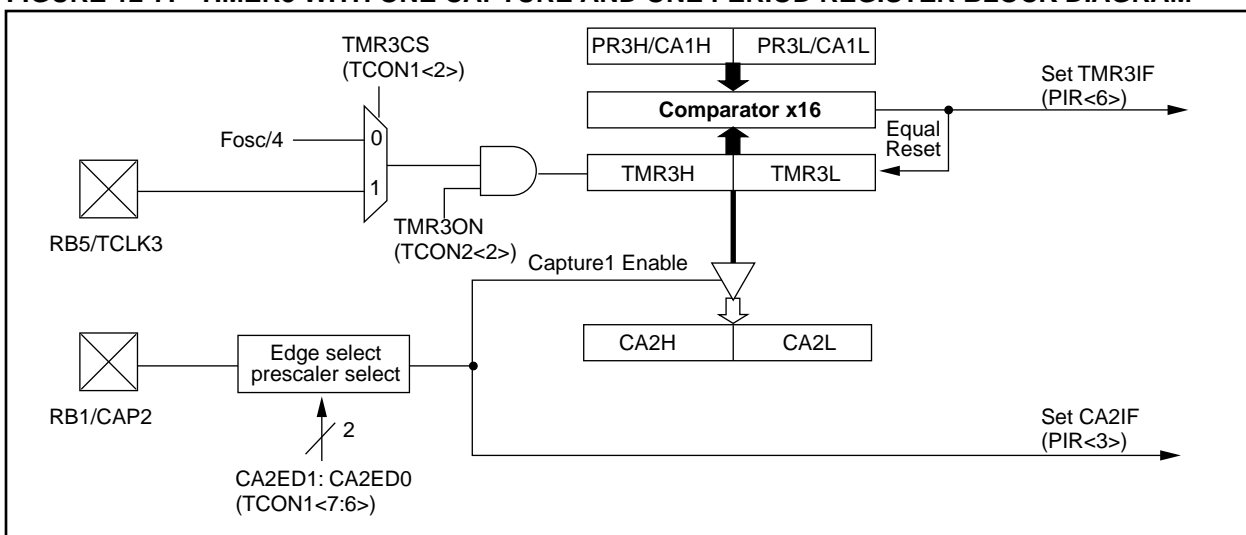 FIGURE 12-11: TIMER3 WITH ONE CAPTURE AND ONE PERIOD REGISTER BLOCK DIAGRAM
TMR3CS
(TCON1<2>)
PR3H/CA1H
PR3L/CA1L
Set TMR3IF
(PIR<6>)
Comparator x16
Fosc/4
0
Equal
Reset
TMR3H
TMR3L
1
RB5/TCLK3
TMR3ON
(TCON2<2>)
Capture1 Enable
CA2H
CA2L
Edge select
prescaler select
RB1/CAP2
2
Set CA2IF
(PIR<3>)
CA2ED1: CA2ED0
(TCON1<7:6>)